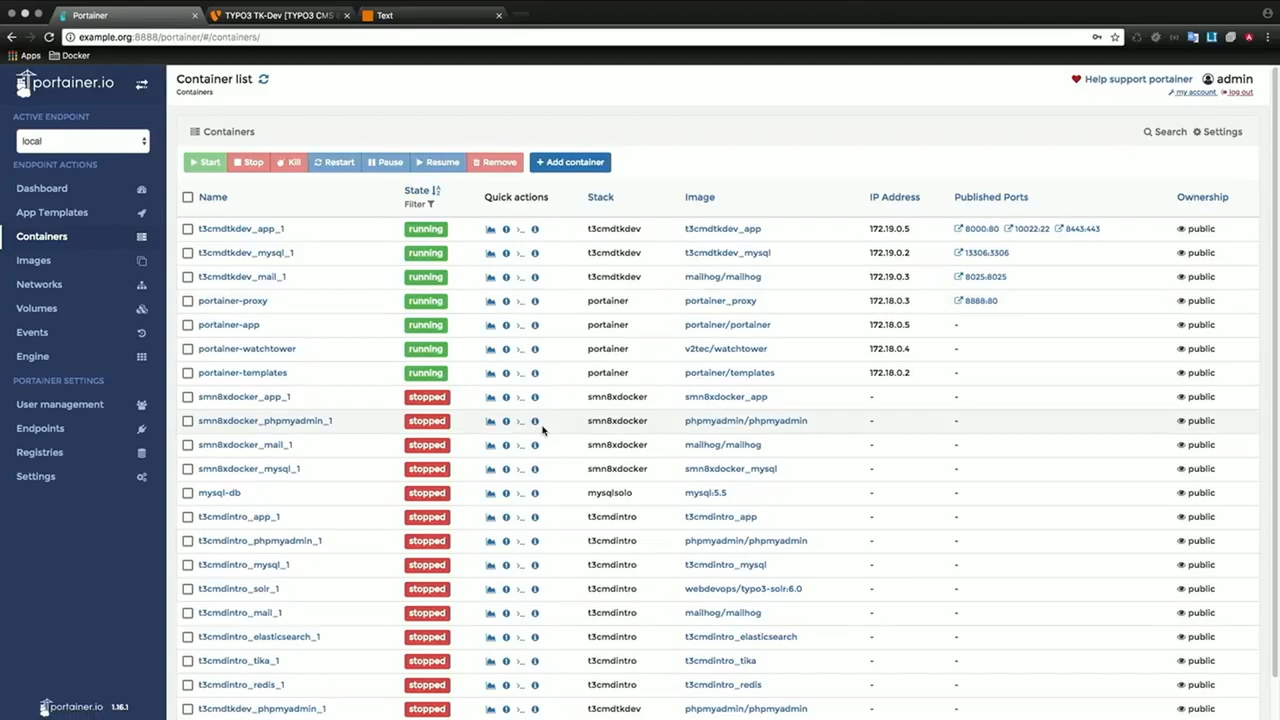 Portainer
TYPO3 TK-Dev [TYPO3 CMS
Text
example.org:8888/portainer/#/containers/
Apps Docker
portainer.io
Container list
Containers
Help support portainer admin
my account log out
ACTIVE ENDPOINT
local
ENDPOINT ACTIONS
Dashboard
App Templates
Containers
Images
Networks
Volumes
Events
Engine
PORTAINER SETTINGS
User management
Endpoints
Registries
Settings
portainer.io 1.16.1
Containers
Search Settings
Start Stop Kill Restart Pause Resume Remove + Add container
Name State Filter Quick actions Stack Image IP Address Published Ports Ownership
t3cmdtkdev_app_1 running t3cmdtkdev t3cmdtkdev_app 172.19.0.5 8000:80 10022:22 8443:443 public
t3cmdtkdev_mysql_1 running t3cmdtkdev t3cmdtkdev_mysql 172.19.0.2 13306:3306 public
t3cmdtkdev_mail_1 running t3cmdtkdev mailhog/mailhog 172.19.0.3 8025:8025 public
portainer-proxy running portainer portainer_proxy 172.18.0.3 8888:80 public
portainer-app running portainer portainer/portainer 172.18.0.5 - public
portainer-watchtower running portainer v2tec/watchtower 172.18.0.4 - public
portainer-templates running portainer portainer/templates 172.18.0.2 - public
smn8xdocker_app_1 stopped smn8xdocker smn8xdocker_app - - public
smn8xdocker_phpmyadmin_1 stopped smn8xdocker phpmyadmin/phpmyadmin - - public
smn8xdocker_mail_1 stopped smn8xdocker mailhog/mailhog - - public
smn8xdocker_mysql_1 stopped smn8xdocker smn8xdocker_mysql - - public
mysql-db stopped mysqlsolo mysql:5.5 - - public
t3cmdintro_app_1 stopped t3cmdintro t3cmdintro_app - - public
t3cmdintro_phpmyadmin_1 stopped t3cmdintro phpmyadmin/phpmyadmin - - public
t3cmdintro_mysql_1 stopped t3cmdintro t3cmdintro_mysql - - public
t3cmdintro_solr_1 stopped t3cmdintro webdevops/typo3-solr:6.0 - - public
t3cmdintro_mail_1 stopped t3cmdintro mailhog/mailhog - - public
t3cmdintro_elasticsearch_1 stopped t3cmdintro t3cmdintro_elasticsearch - - public
t3cmdintro_tika_1 stopped t3cmdintro t3cmdintro_tika - - public
t3cmdintro_redis_1 stopped t3cmdintro t3cmdintro_redis - - public
t3cmdtkdev_phpmyadmin_1 stopped t3cmdtkdev phpmyadmin/phpmyadmin - - public